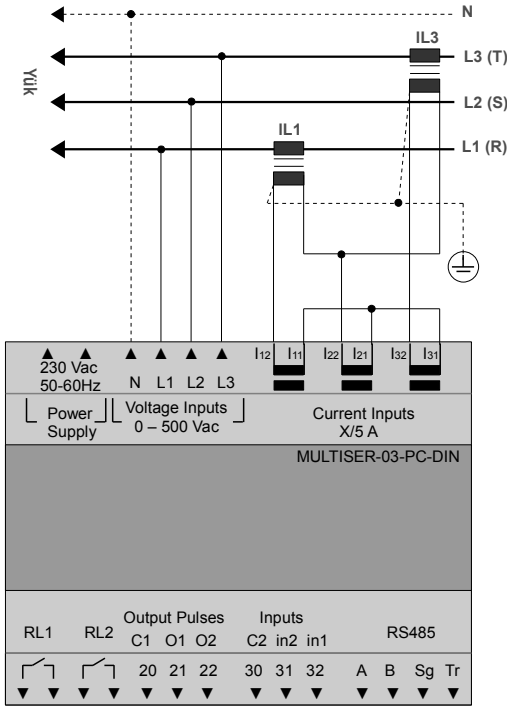 N
IL3
L3 (T)
Yük
L2 (S)
IL1
L1 (R)
I12 I11 I22 I21 I32 I31
230 Vac
50-60Hz
N L1 L2 L3
Power
Supply
Voltage Inputs
0 – 500 Vac
Current Inputs
X/5 A
MULTISER-03-PC-DIN
Output Pulses Inputs
RL1 RL2 C1 O1 O2 C2 in2 in1 RS485
20 21 22 30 31 32 A B Sg Tr